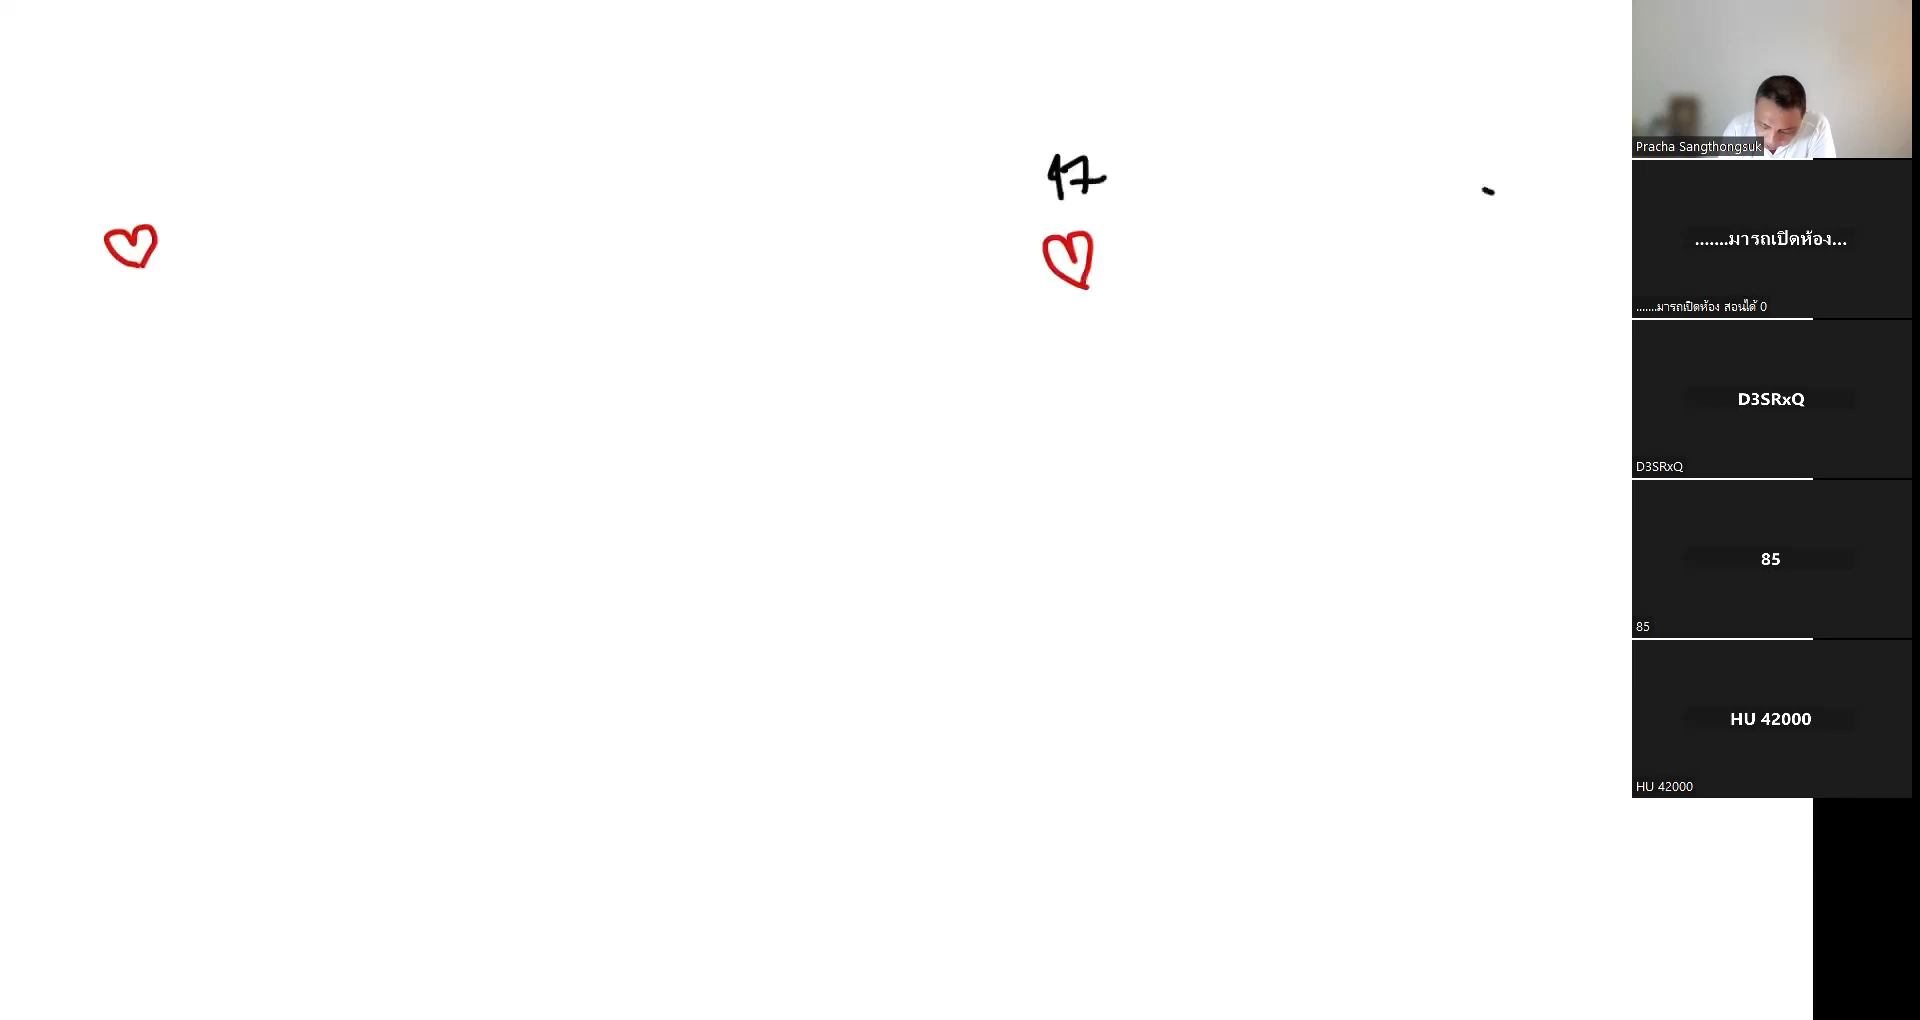 17
Pracha Sangthongsuk
.......มารถเปิดห้อง...
.......มารถเปิดห้อง สอนได้ 0
D3SRxQ
D3SRxQ
85
85
HU 42000
HU 42000